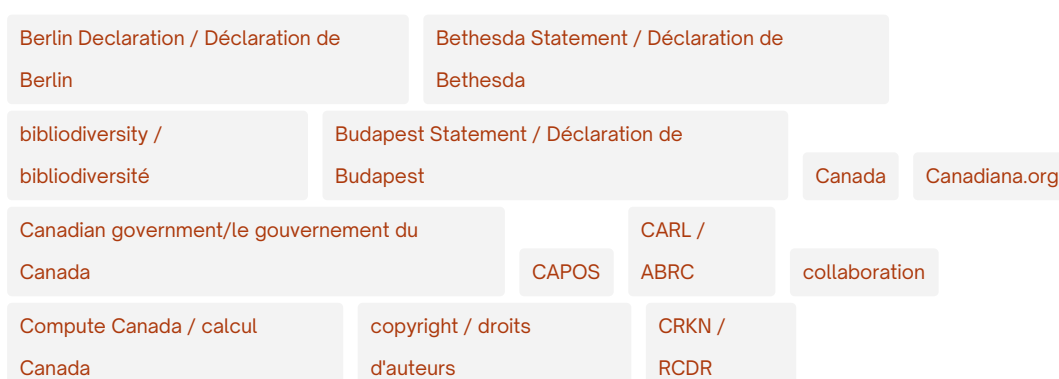 Berlin Declaration / Déclaration de
Berlin
Bethesda Statement / Déclaration de
Bethesda
bibliodiversity /
bibliodiversité
Budapest Statement / Déclaration de
Budapest
Canada
Canadiana.org
Canadian government/le gouvernement du
Canada
CAPOS
CARL /
ABRC
collaboration
Compute Canada / calcul
Canada
copyright / droits
d'auteurs
CRKN /
RCDR